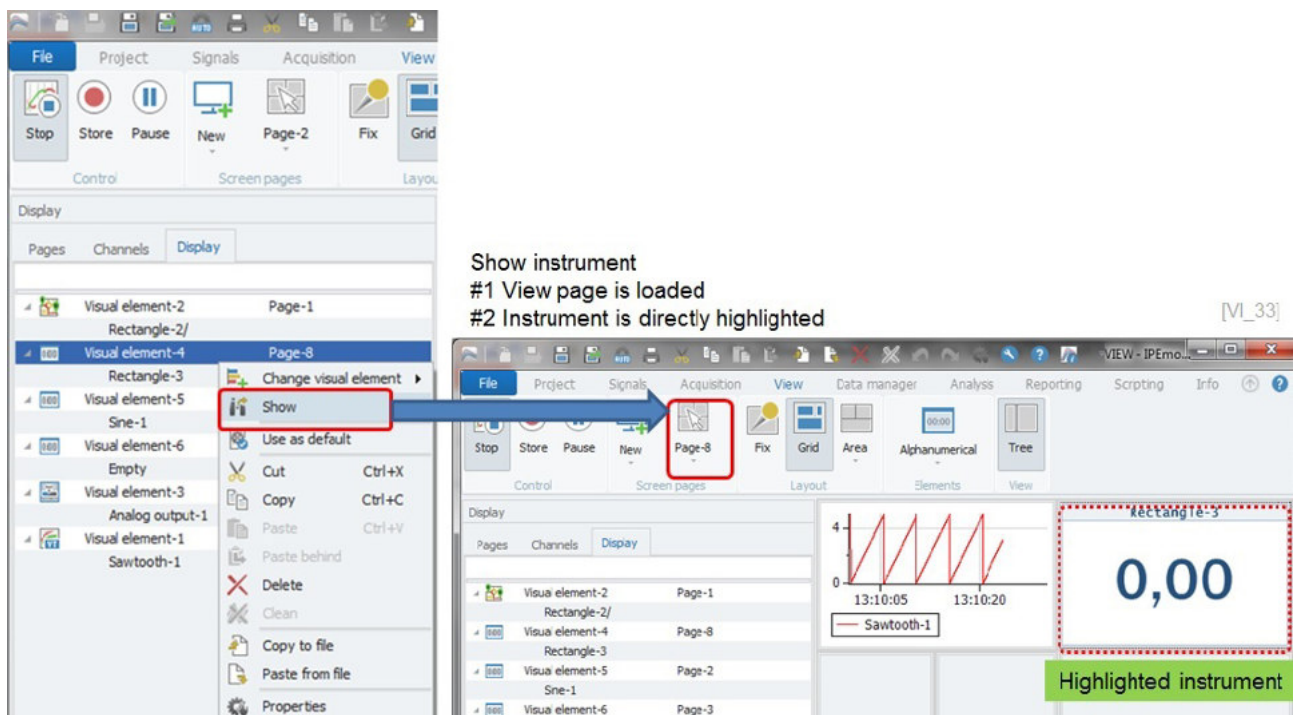 AUTO
File Project Signals Acquisition View
Stop Store Pause New Page-2 Fix Grid
Control Screen pages Layou
Display
Pages Channels Display
Visual element-2 Page-1
Rectangle-2/
Visual element-4 Page-8
Rectangle-3
Visual element-5
Sine-1
Visual element-6
Empty
Visual element-3
Analog output-1
Visual element-1
Sawtooth-1
Change visual element
Show
Use as default
Cut Ctrl+X
Copy Ctrl+C
Paste Ctrl+V
Paste behind
Delete
Clean
Copy to file
Paste from file
Properties
Show instrument
#1 View page is loaded
#2 Instrument is directly highlighted
[VI_33]
VIEW - IPEmo...
File Project Signals Acquisition View Data manager Analysis Reporting Scripting Info
Stop Store Pause New Page-8 Fix Grid Area Alphanumerical Tree
Control Screen pages Layout Elements View
Display
Pages Channels Display
Visual element-2 Page-1
Rectangle-2/
Visual element-4 Page-8
Rectangle-3
Visual element-5 Page-2
Sine-1
Visual element-6 Page-3
4
0
13:10:05 13:10:20
Sawtooth-1
Rectangle-3
0,00
Highlighted instrument